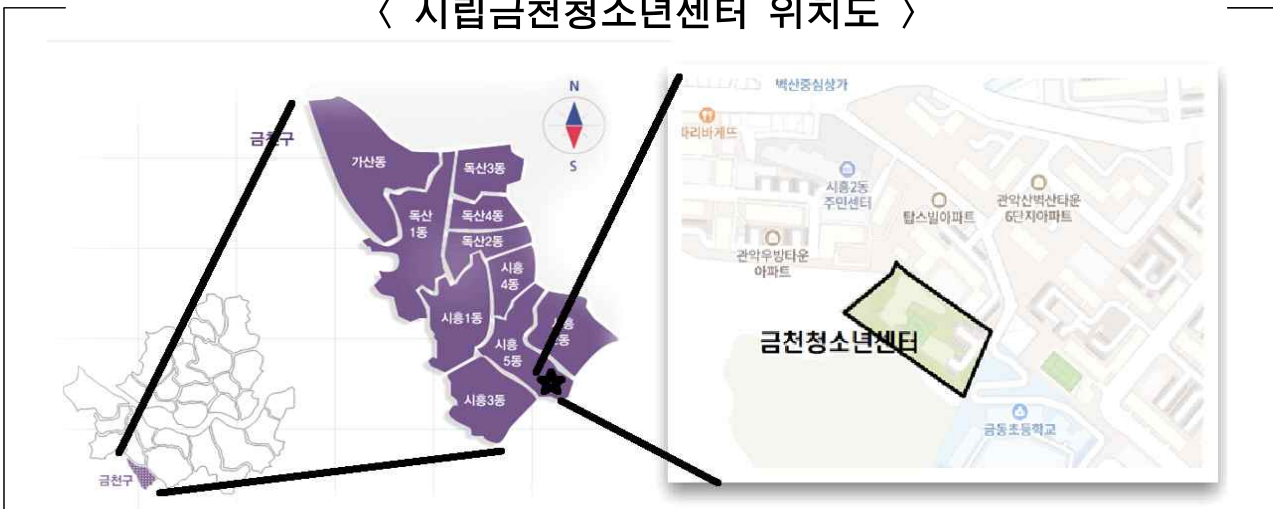 〈 시립금천청소년센터 위치도 〉
금천구
N
S
가산동
독산3동
독산
1동
독산4동
독산2동
시흥
4동
시흥1동
시흥
5동
시흥3동
금천구
벽산중심상가
파리바게뜨
시흥2동
주민센터
탑스빌아파트
관악산벽산타운
6단지아파트
관악우방타운
아파트
금천청소년센터
금동초등학교